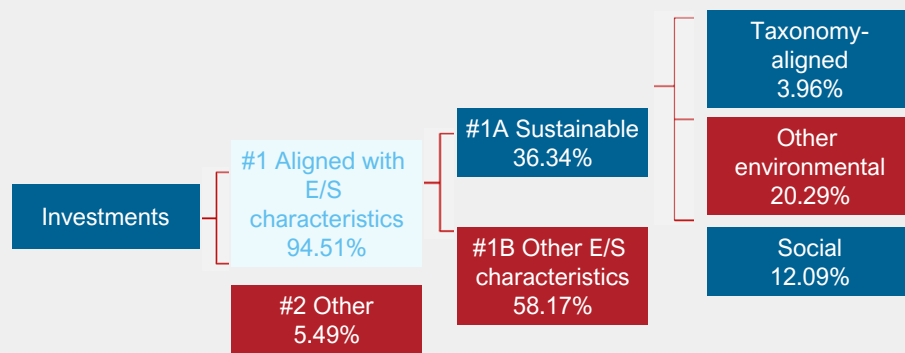 Investments
#1 Aligned with
E/S
characteristics
94.51%
#2 Other
5.49%
#1A Sustainable
36.34%
#1B Other E/S
characteristics
58.17%
Taxonomy-
aligned
3.96%
Other
environmental
20.29%
Social
12.09%